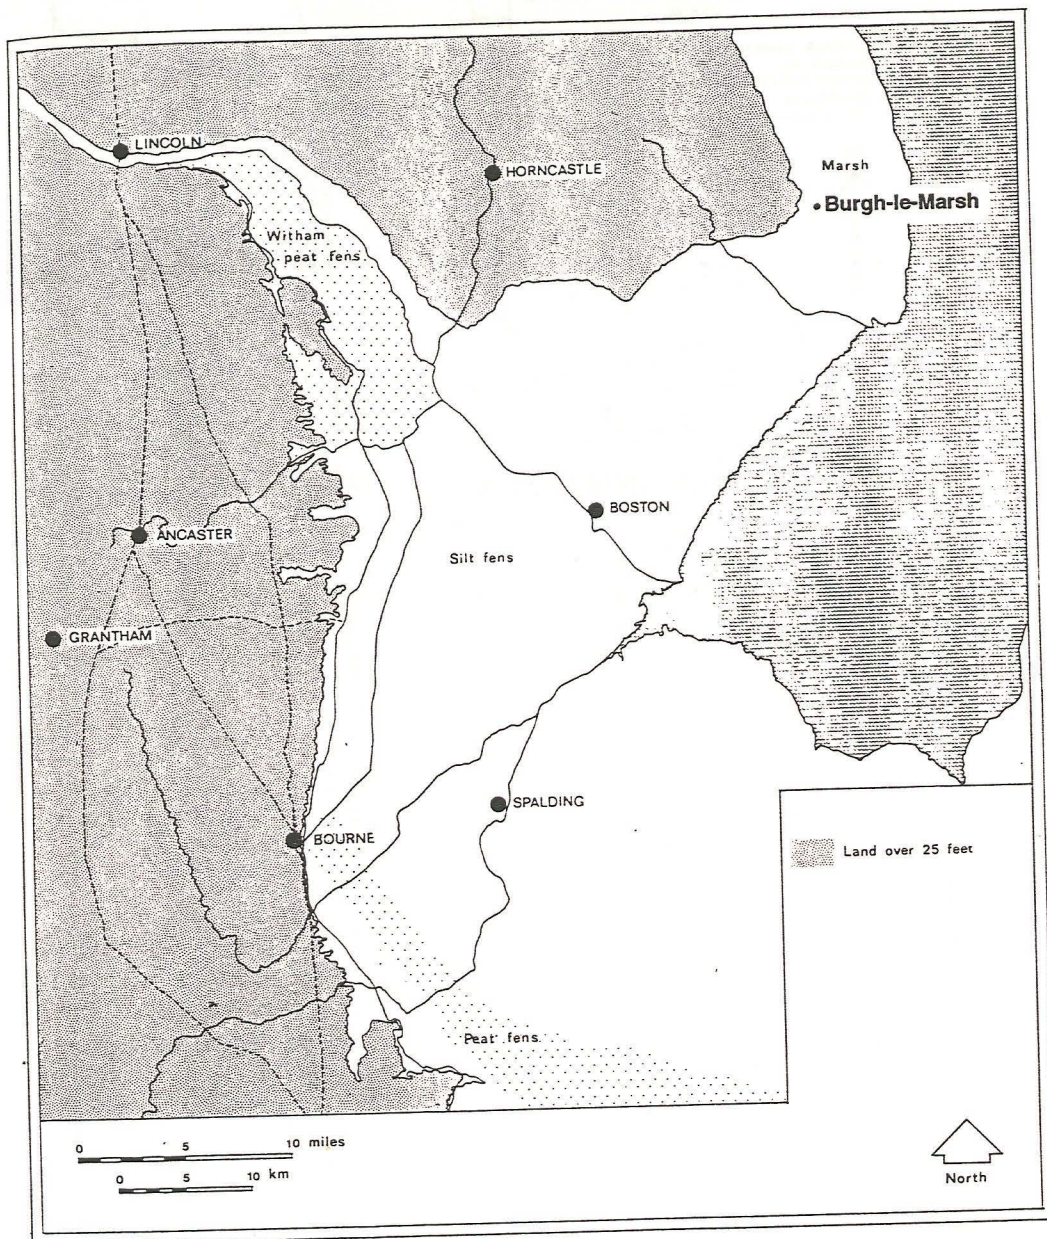 LINCOLN
HORNCASTLE
Marsh
Burgh-le-Marsh
Witham
peat fens
BOSTON
ANCASTER
Silt fens
GRANTHAM
SPALDING
BOURNE
Land over 25 feet
Peat fens
0 5 10 miles
0 5 10 km
North